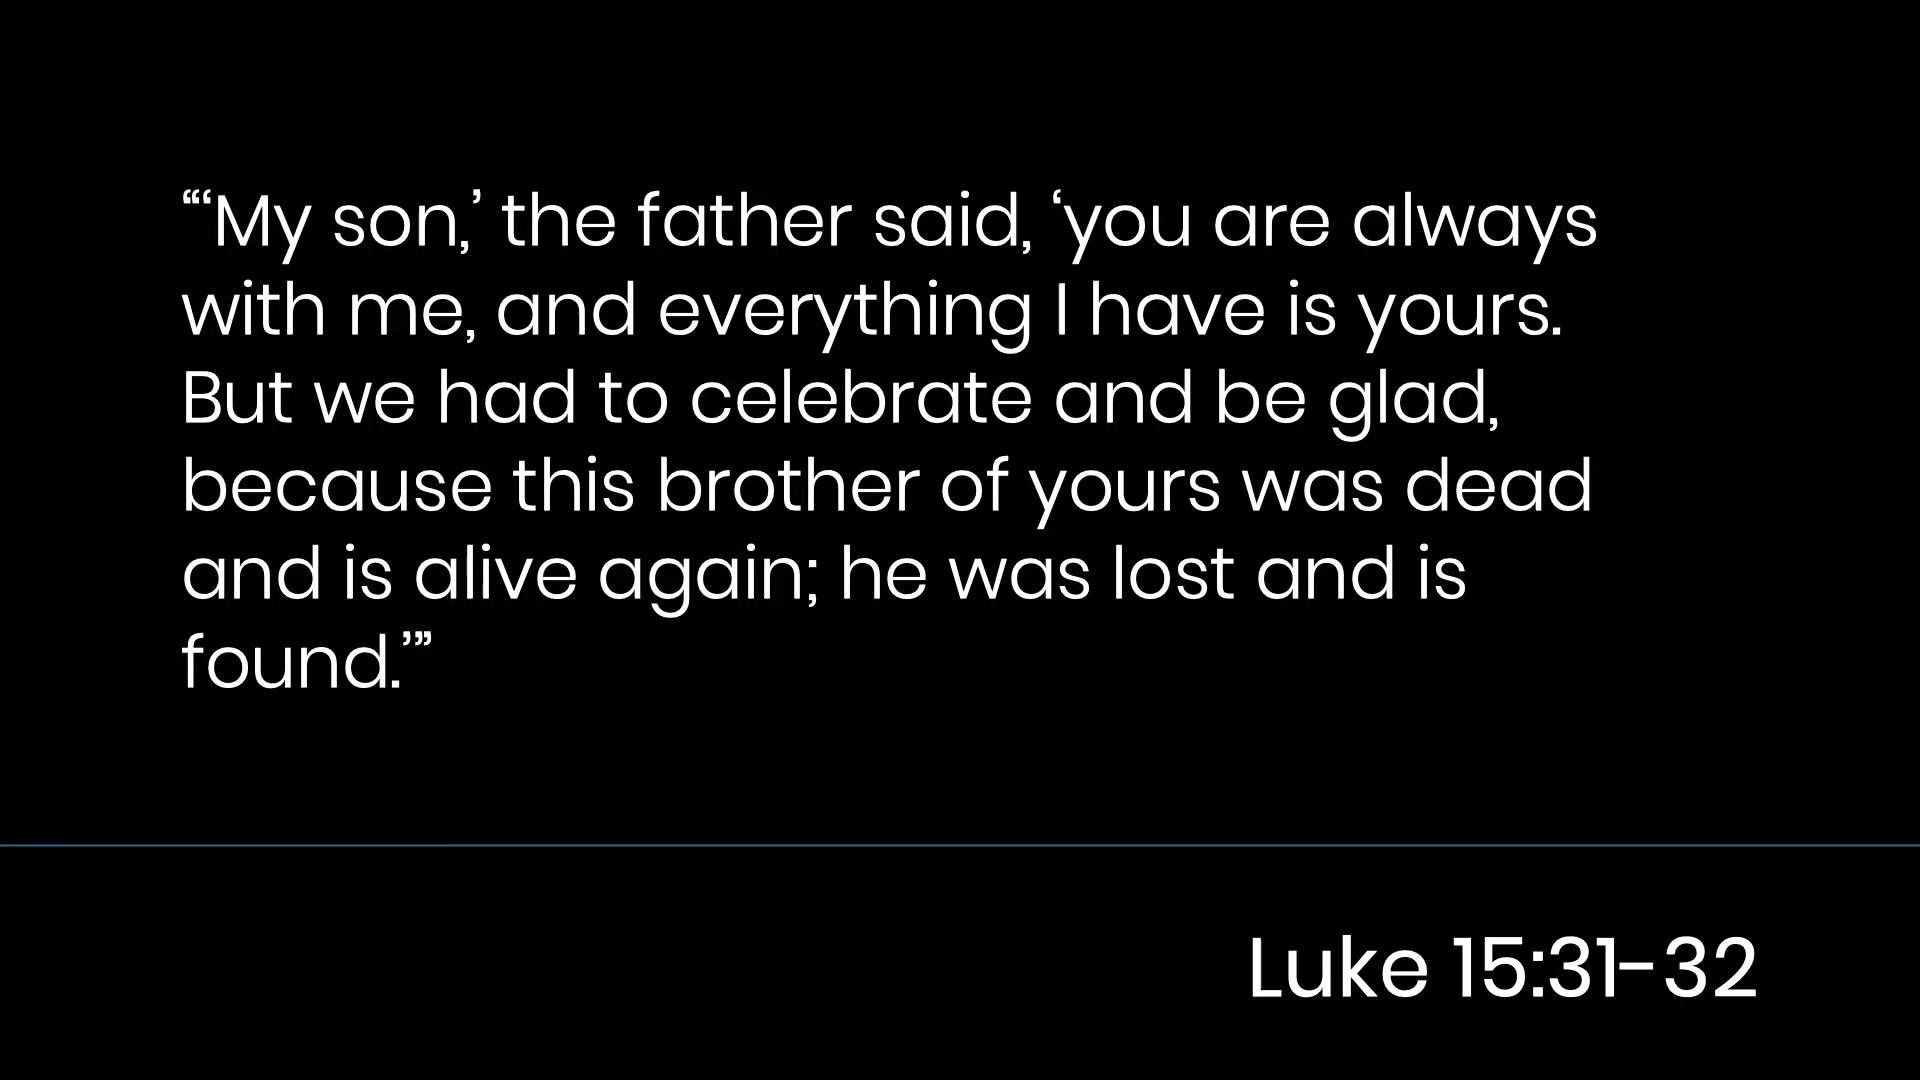 “‘My son,’ the father said, ‘you are always
with me, and everything I have is yours.
But we had to celebrate and be glad,
because this brother of yours was dead
and is alive again; he was lost and is
found.’”
Luke 15:31-32